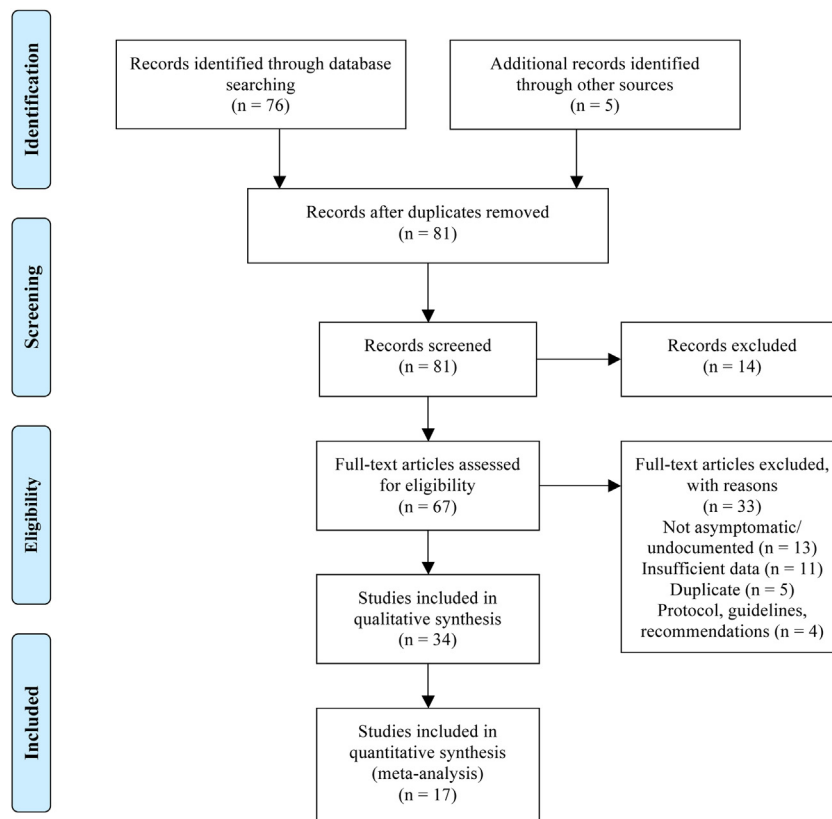 Identification
Records identified through database
searching
(n = 76)
Additional records identified
through other sources
(n = 5)
Records after duplicates removed
(n = 81)
Screening
Records screened
(n = 81)
Records excluded
(n = 14)
Eligibility
Full-text articles assessed
for eligibility
(n = 67)
Full-text articles excluded,
with reasons
(n = 33)
Not asymptomatic/
undocumented (n = 13)
Insufficient data (n = 11)
Duplicate (n = 5)
Protocol, guidelines,
recommendations (n = 4)
Studies included in
qualitative synthesis
(n = 34)
Included
Studies included in
quantitative synthesis
(meta-analysis)
(n = 17)